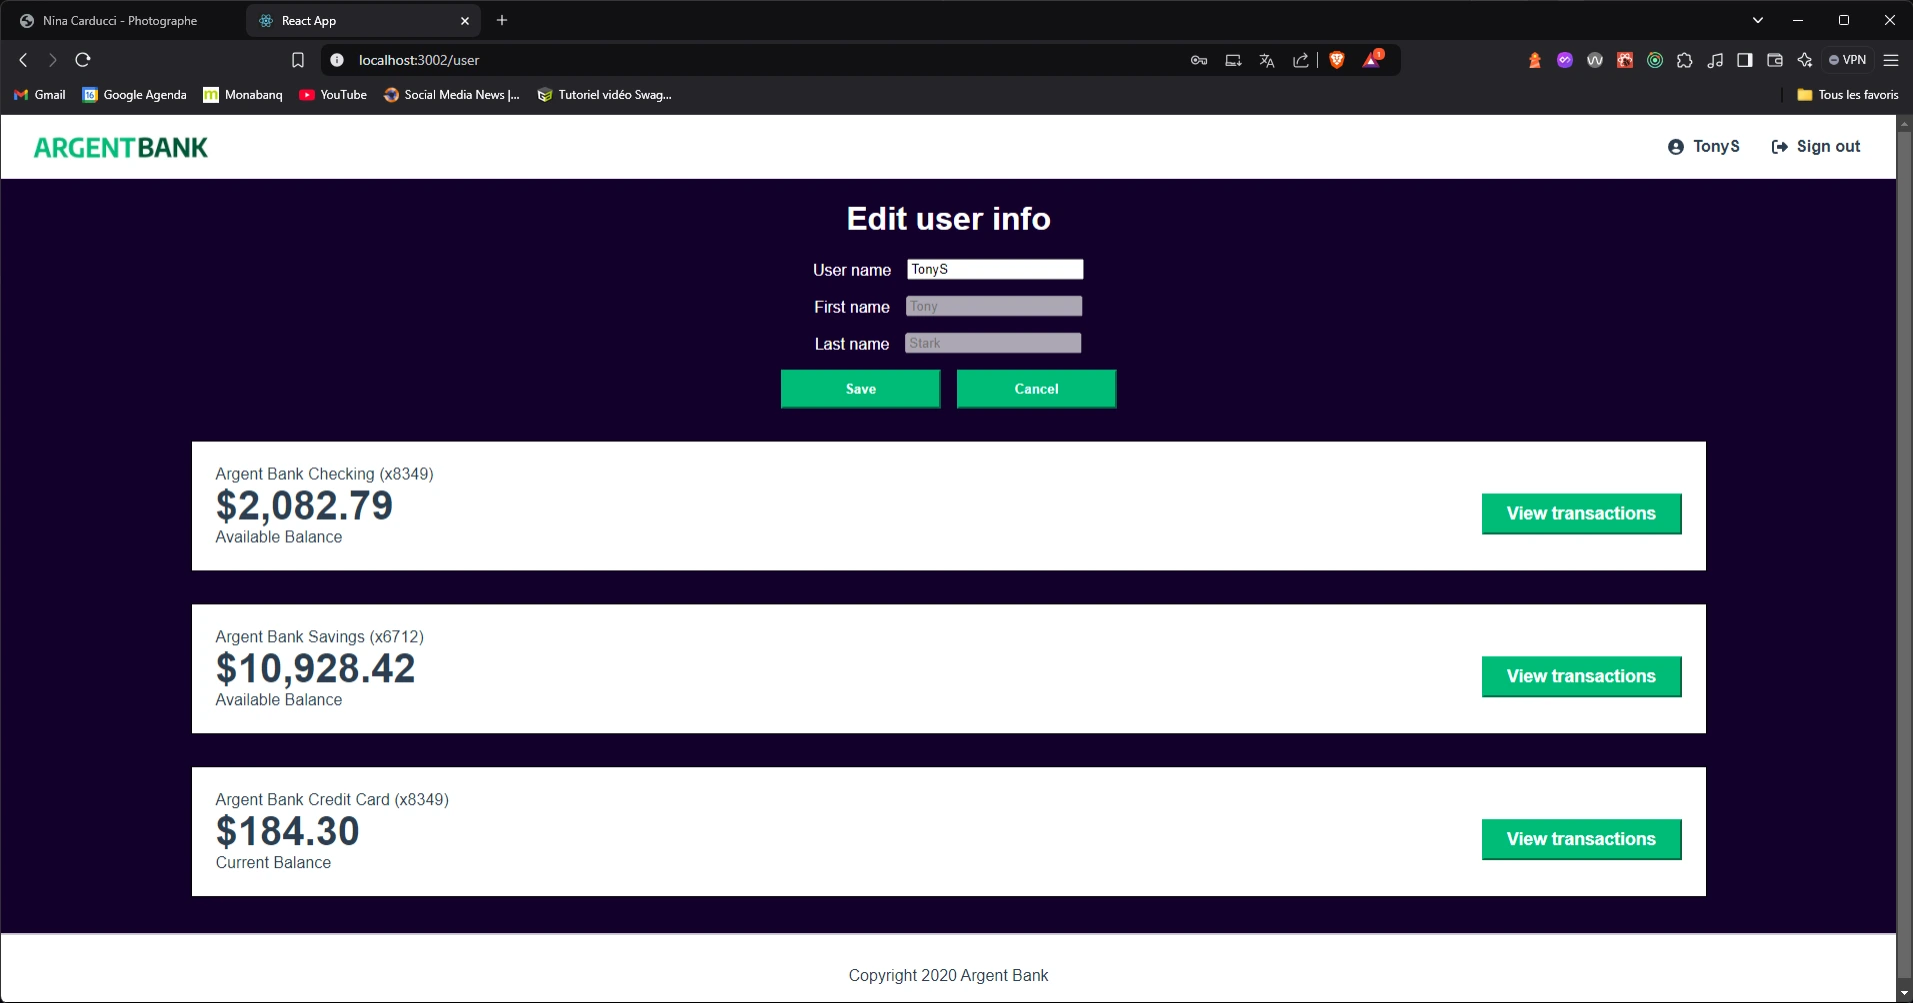 Nina Carducci - Photographe
React App
localhost:3002/user
1
VPN
Gmail
16 Google Agenda
m Monabanq
YouTube
Social Media News |...
Tutoriel vidéo Swag...
Tous les favoris
ARGENTBANK
TonyS
Sign out
Edit user info
User name TonyS
First name Tony
Last name Stark
Save Cancel
Argent Bank Checking (x8349)
$2,082.79
Available Balance
View transactions
Argent Bank Savings (x6712)
$10,928.42
Available Balance
View transactions
Argent Bank Credit Card (x8349)
$184.30
Current Balance
View transactions
Copyright 2020 Argent Bank